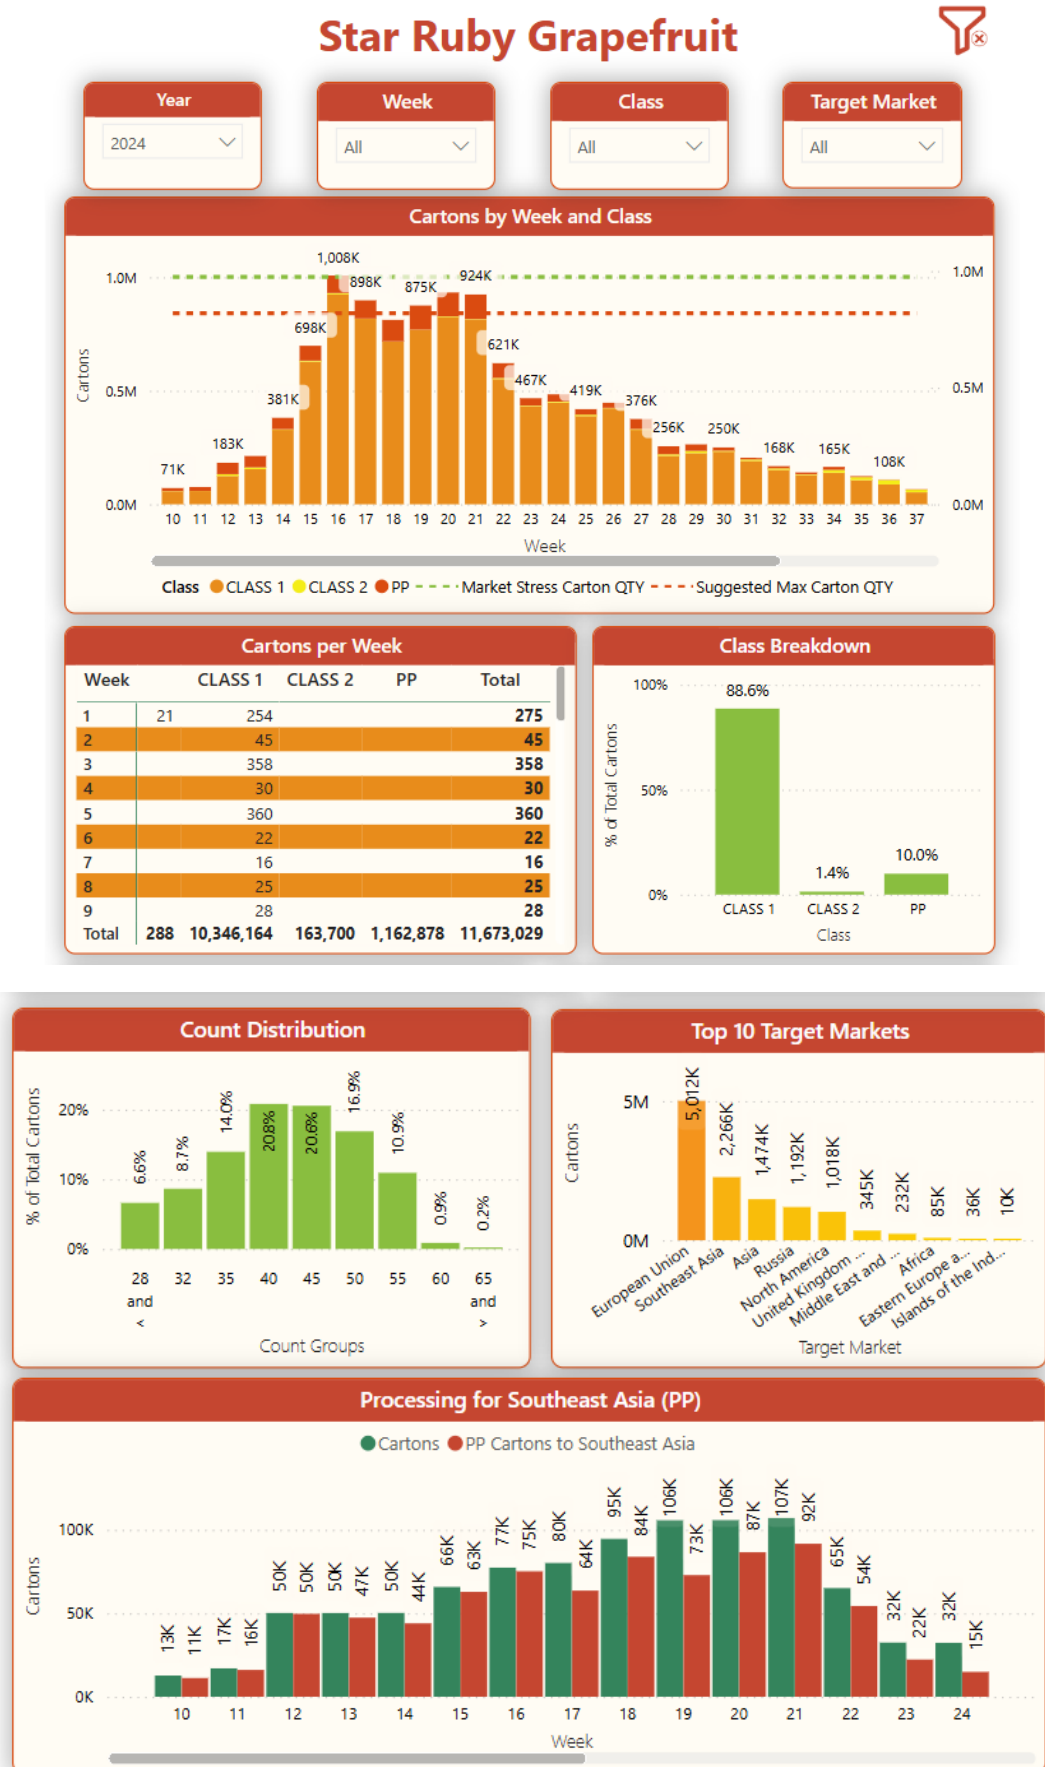 Star Ruby Grapefruit
Year Week Class Target Market
2024 All All All
Cartons by Week and Class
1,008K
1.0M 898K 875K 924K 1.0M
698K
621K
Cartons
0.5M 381K 467K 419K 376K 0.5M
256K 250K
183K 168K 165K 108K
71K
0.0M 0.0M
10 11 12 13 14 15 16 17 18 19 20 21 22 23 24 25 26 27 28 29 30 31 32 33 34 35 36 37
Week
Class CLASS 1 CLASS 2 PP Market Stress Carton QTY Suggested Max Carton QTY
Cartons per Week
Week CLASS 1 CLASS 2 PP Total
1 21 254 275
2 45 45
3 358 358
4 30 30
5 360 360
6 22 22
7 16 16
8 25 25
9 28 28
Total 288 10,346,164 163,700 1,162,878 11,673,029
Class Breakdown
% of Total Cartons
100%
50%
0%
88.6% 1.4% 10.0%
CLASS 1 CLASS 2 PP
Class
Count Distribution
% of Total Cartons
20%
10%
0%
6.6% 8.7% 14.0% 20.8% 20.6% 16.9% 10.9% 0.9% 0.2%
28 and < 32 35 40 45 50 55 60 65 and >
Count Groups
Top 10 Target Markets
Cartons
5M
0M
5,012K 2,266K 1,474K 1,192K 1,018K 345K 232K 85K 36K 10K
European Union
Southeast Asia
Asia
Russia
North America
United Kingdom ...
Middle East and ...
Africa
Eastern Europe a...
Islands of the Ind...
Target Market
Processing for Southeast Asia (PP)
Cartons PP Cartons to Southeast Asia
Cartons
100K
50K
0K
13K 11K 17K 16K 50K 50K 50K 47K 50K 44K 66K 63K 77K 75K 80K 64K 95K 84K 106K 73K 106K 87K 107K 92K 65K 54K 32K 22K 32K 15K
10 11 12 13 14 15 16 17 18 19 20 21 22 23 24
Week